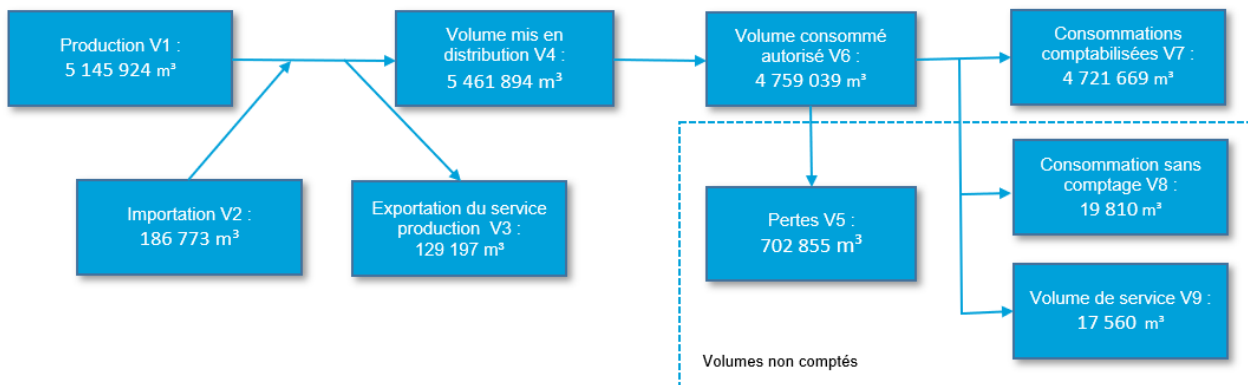 Production V1 :
5 145 924 m³
Volume mis en
distribution V4 :
5 461 894 m³
Volume consommé
autorisé V6 :
4 759 039 m³
Consommations
comptabilisées V7 :
4 721 669 m³
Importation V2 :
186 773 m³
Exportation du service
production V3 :
129 197 m³
Pertes V5 :
702 855 m³
Consommation sans
comptage V8 :
19 810 m³
Volume de service V9 :
17 560 m³
Volumes non comptés